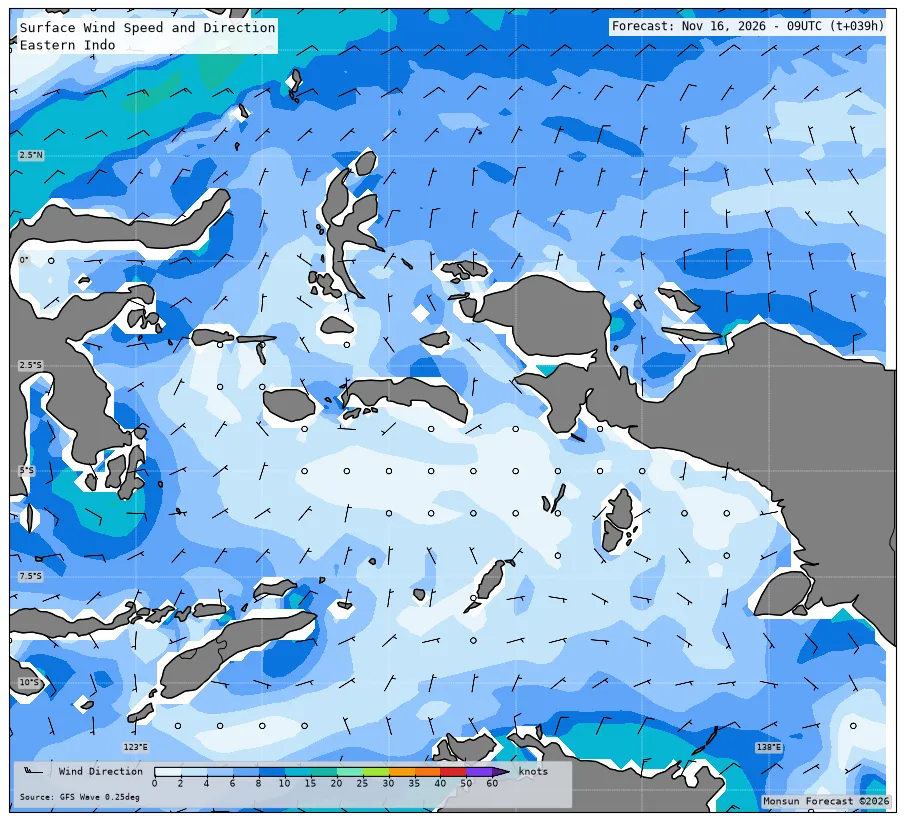 Surface Wind Speed and Direction
Eastern Indo
Forecast: Nov 16, 2026 - 09UTC (t+039h)
2.5°N
0°
2.5°S
5°S
7.5°S
10°S
123°E
138°E
Wind Direction
0 2 4 6 8 10 15 20 25 30 35 40 50 60
knots
Source: GFS Wave 0.25deg
Monsun Forecast ©2026